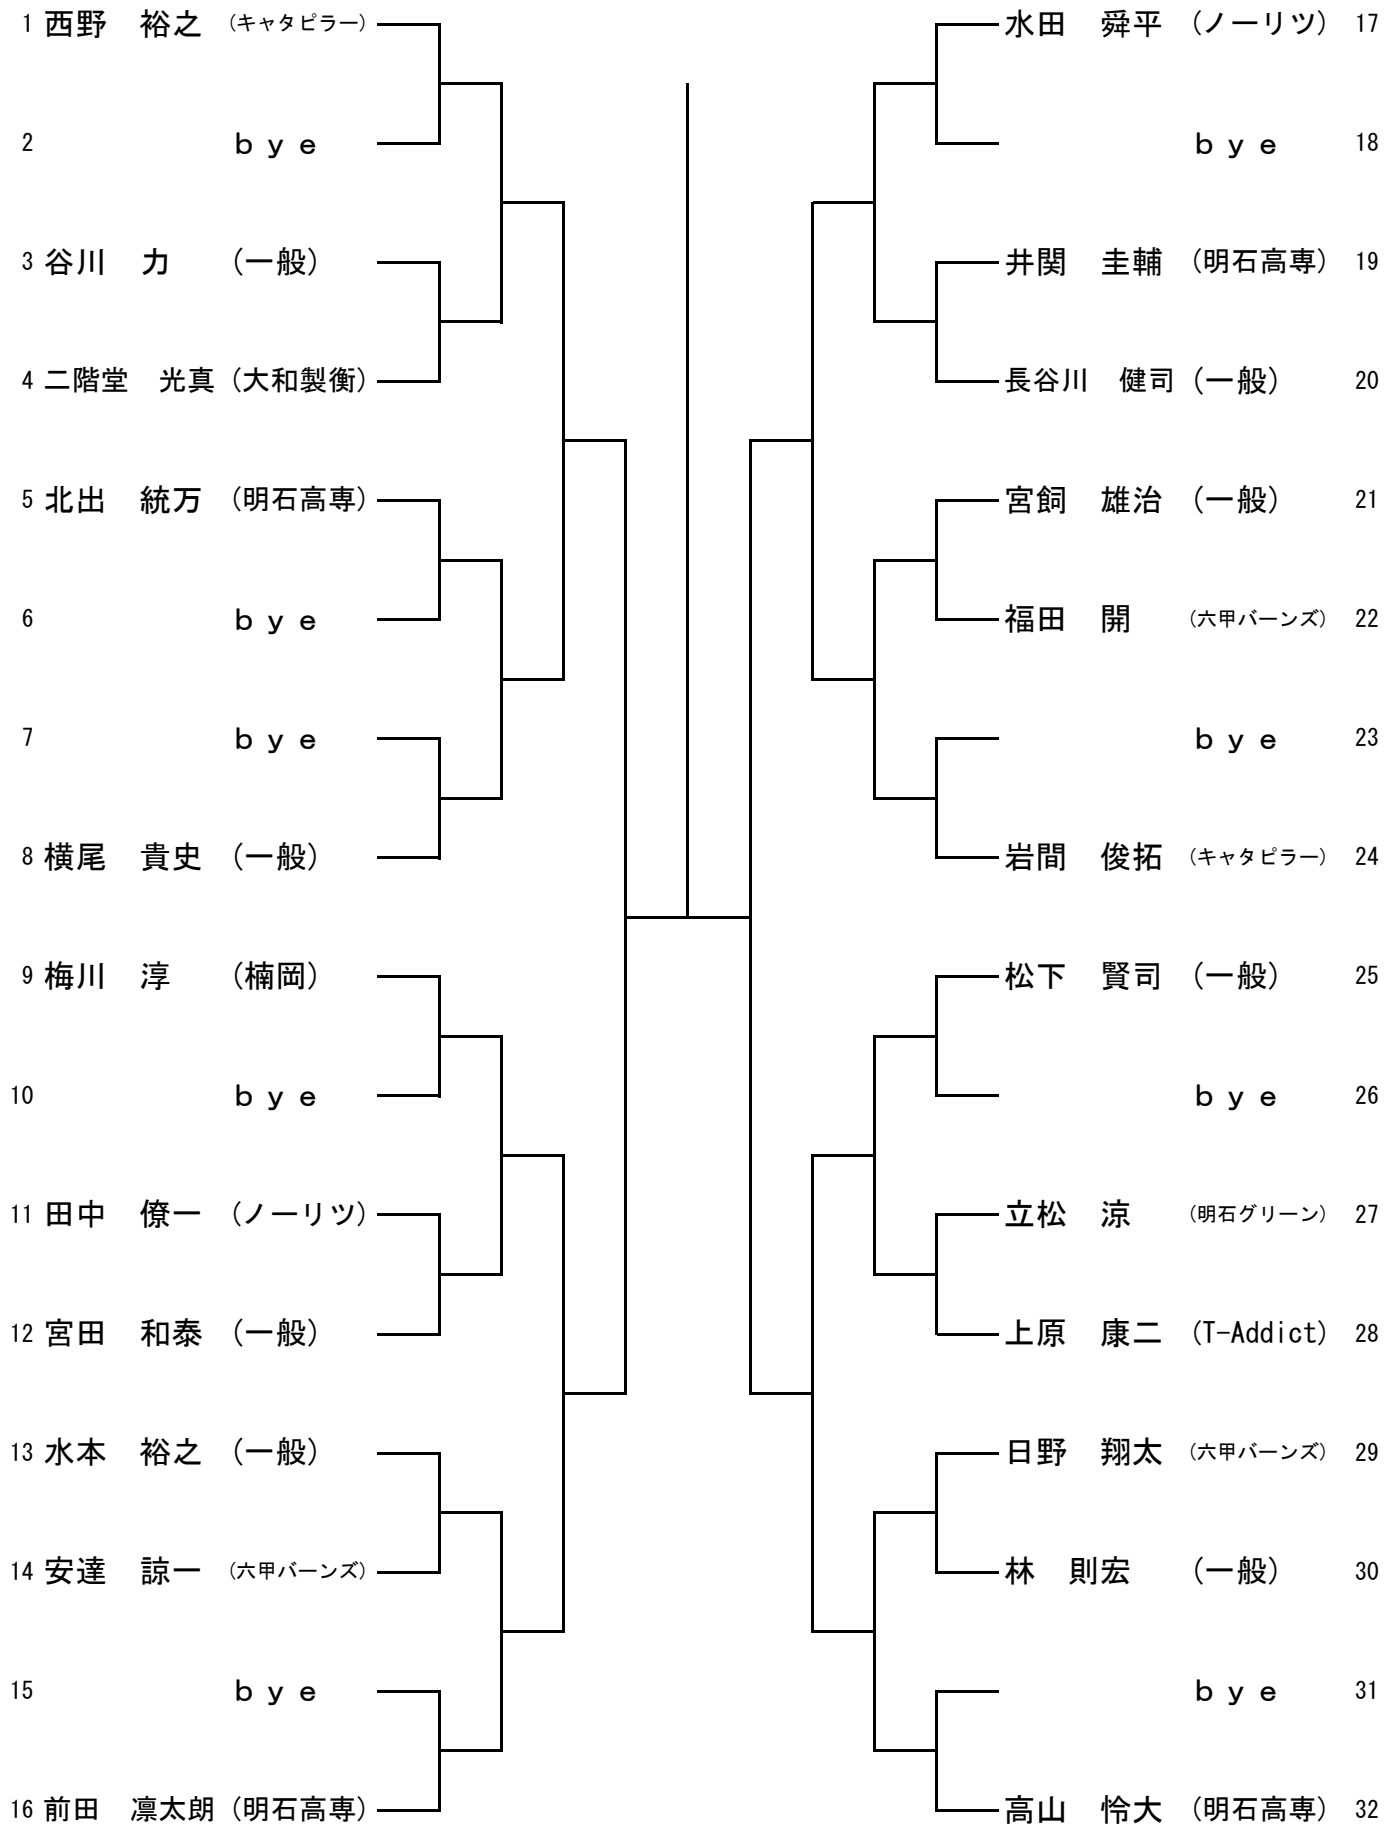 1 西野　裕之 (キャタピラー)
2 ｂｙｅ
3 谷川　力 (一般)
4 二階堂　光真 (大和製衡)
5 北出　統万 (明石高専)
6 ｂｙｅ
7 ｂｙｅ
8 横尾　貴史 (一般)
9 梅川　淳 (楠岡)
10 ｂｙｅ
11 田中　僚一 (ノーリツ)
12 宮田　和泰 (一般)
13 水本　裕之 (一般)
14 安達　諒一 (六甲バーンズ)
15 ｂｙｅ
16 前田　凛太朗 (明石高専)
水田　舜平 (ノーリツ) 17
ｂｙｅ 18
井関　圭輔 (明石高専) 19
長谷川　健司 (一般) 20
宮飼　雄治 (一般) 21
福田　開 (六甲バーンズ) 22
ｂｙｅ 23
岩間　俊拓 (キャタピラー) 24
松下　賢司 (一般) 25
ｂｙｅ 26
立松　涼 (明石グリーン) 27
上原　康二 (T-Addict) 28
日野　翔太 (六甲バーンズ) 29
林　則宏 (一般) 30
ｂｙｅ 31
高山　怜大 (明石高専) 32